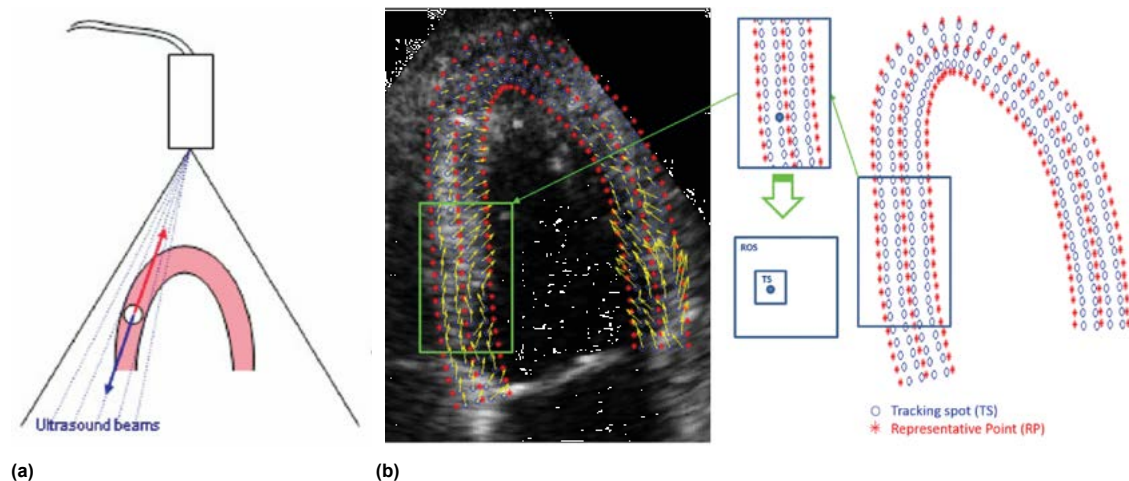 Ultrasound beams
ROS
TS
Tracking spot (TS)
Representative Point (RP)
(a)
(b)